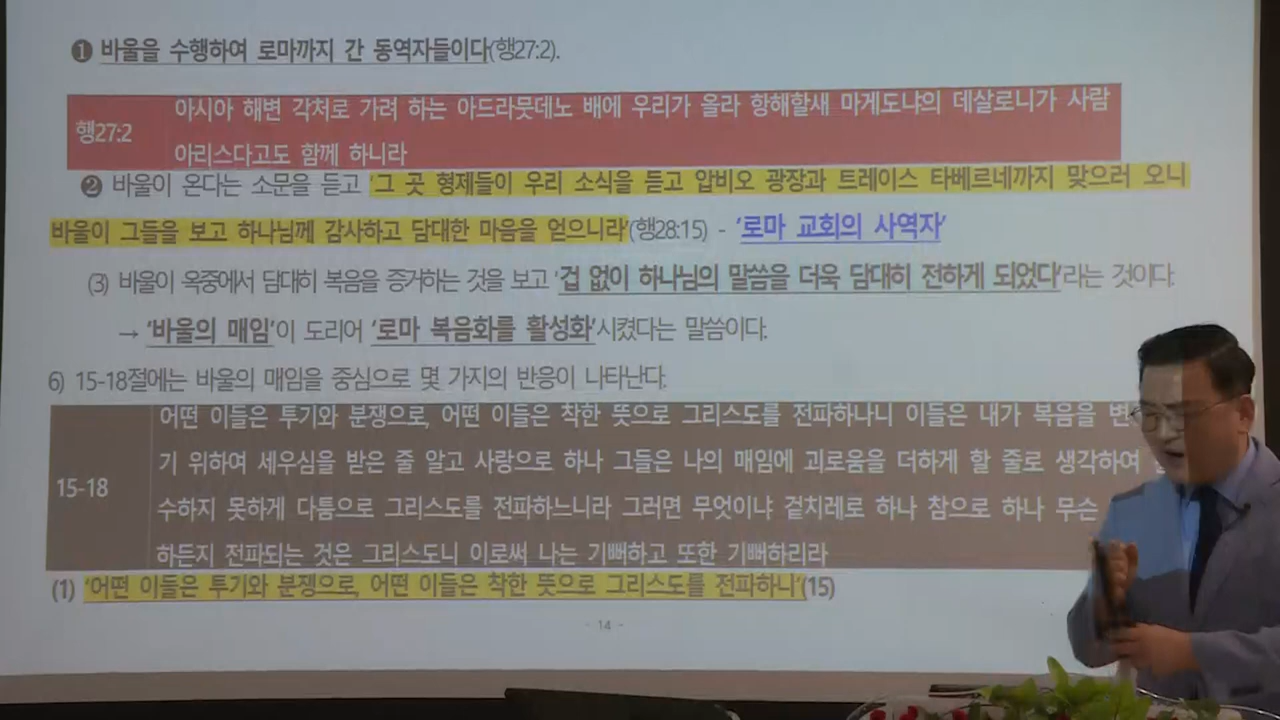 ❶ 바울을 수행하여 로마까지 간 동역자들이다(행27:2).
행27:2
아시아 해변 각처로 가려 하는 아드라뭇데노 배에 우리가 올라 항해할새 마게도냐의 데살로니가 사람
아리스다고도 함께 하니라
❷ 바울이 온다는 소문을 듣고 '그 곳 형제들이 우리 소식을 듣고 압비오 광장과 트레이스 타베르네까지 맞으러 오니
바울이 그들을 보고 하나님께 감사하고 담대한 마음을 얻으니라'(행28:15) - '로마 교회의 사역자'
(3) 바울이 옥중에서 담대히 복음을 증거하는 것을 보고 '겁 없이 하나님의 말씀을 더욱 담대히 전하게 되었다'라는 것이다.
→ '바울의 매임'이 도리어 '로마 복음화를 활성화'시켰다는 말씀이다.
6) 15-18절에는 바울의 매임을 중심으로 몇 가지의 반응이 나타난다.
15-18
어떤 이들은 투기와 분쟁으로, 어떤 이들은 착한 뜻으로 그리스도를 전파하나니 이들은 내가 복음을
기 위하여 세우심을 받은 줄 알고 사랑으로 하나 그들은 나의 매임에 괴로움을 더하게 할 줄로 생각하여
수하지 못하게 다툼으로 그리스도를 전파하느니라 그러면 무엇이냐 겉치레로 하나 참으로 하나 무슨
하든지 전파되는 것은 그리스도니 이로써 나는 기뻐하고 또한 기뻐하리라
(1) '어떤 이들은 투기와 분쟁으로, 어떤 이들은 착한 뜻으로 그리스도를 전파하나'(15)
- 14 -